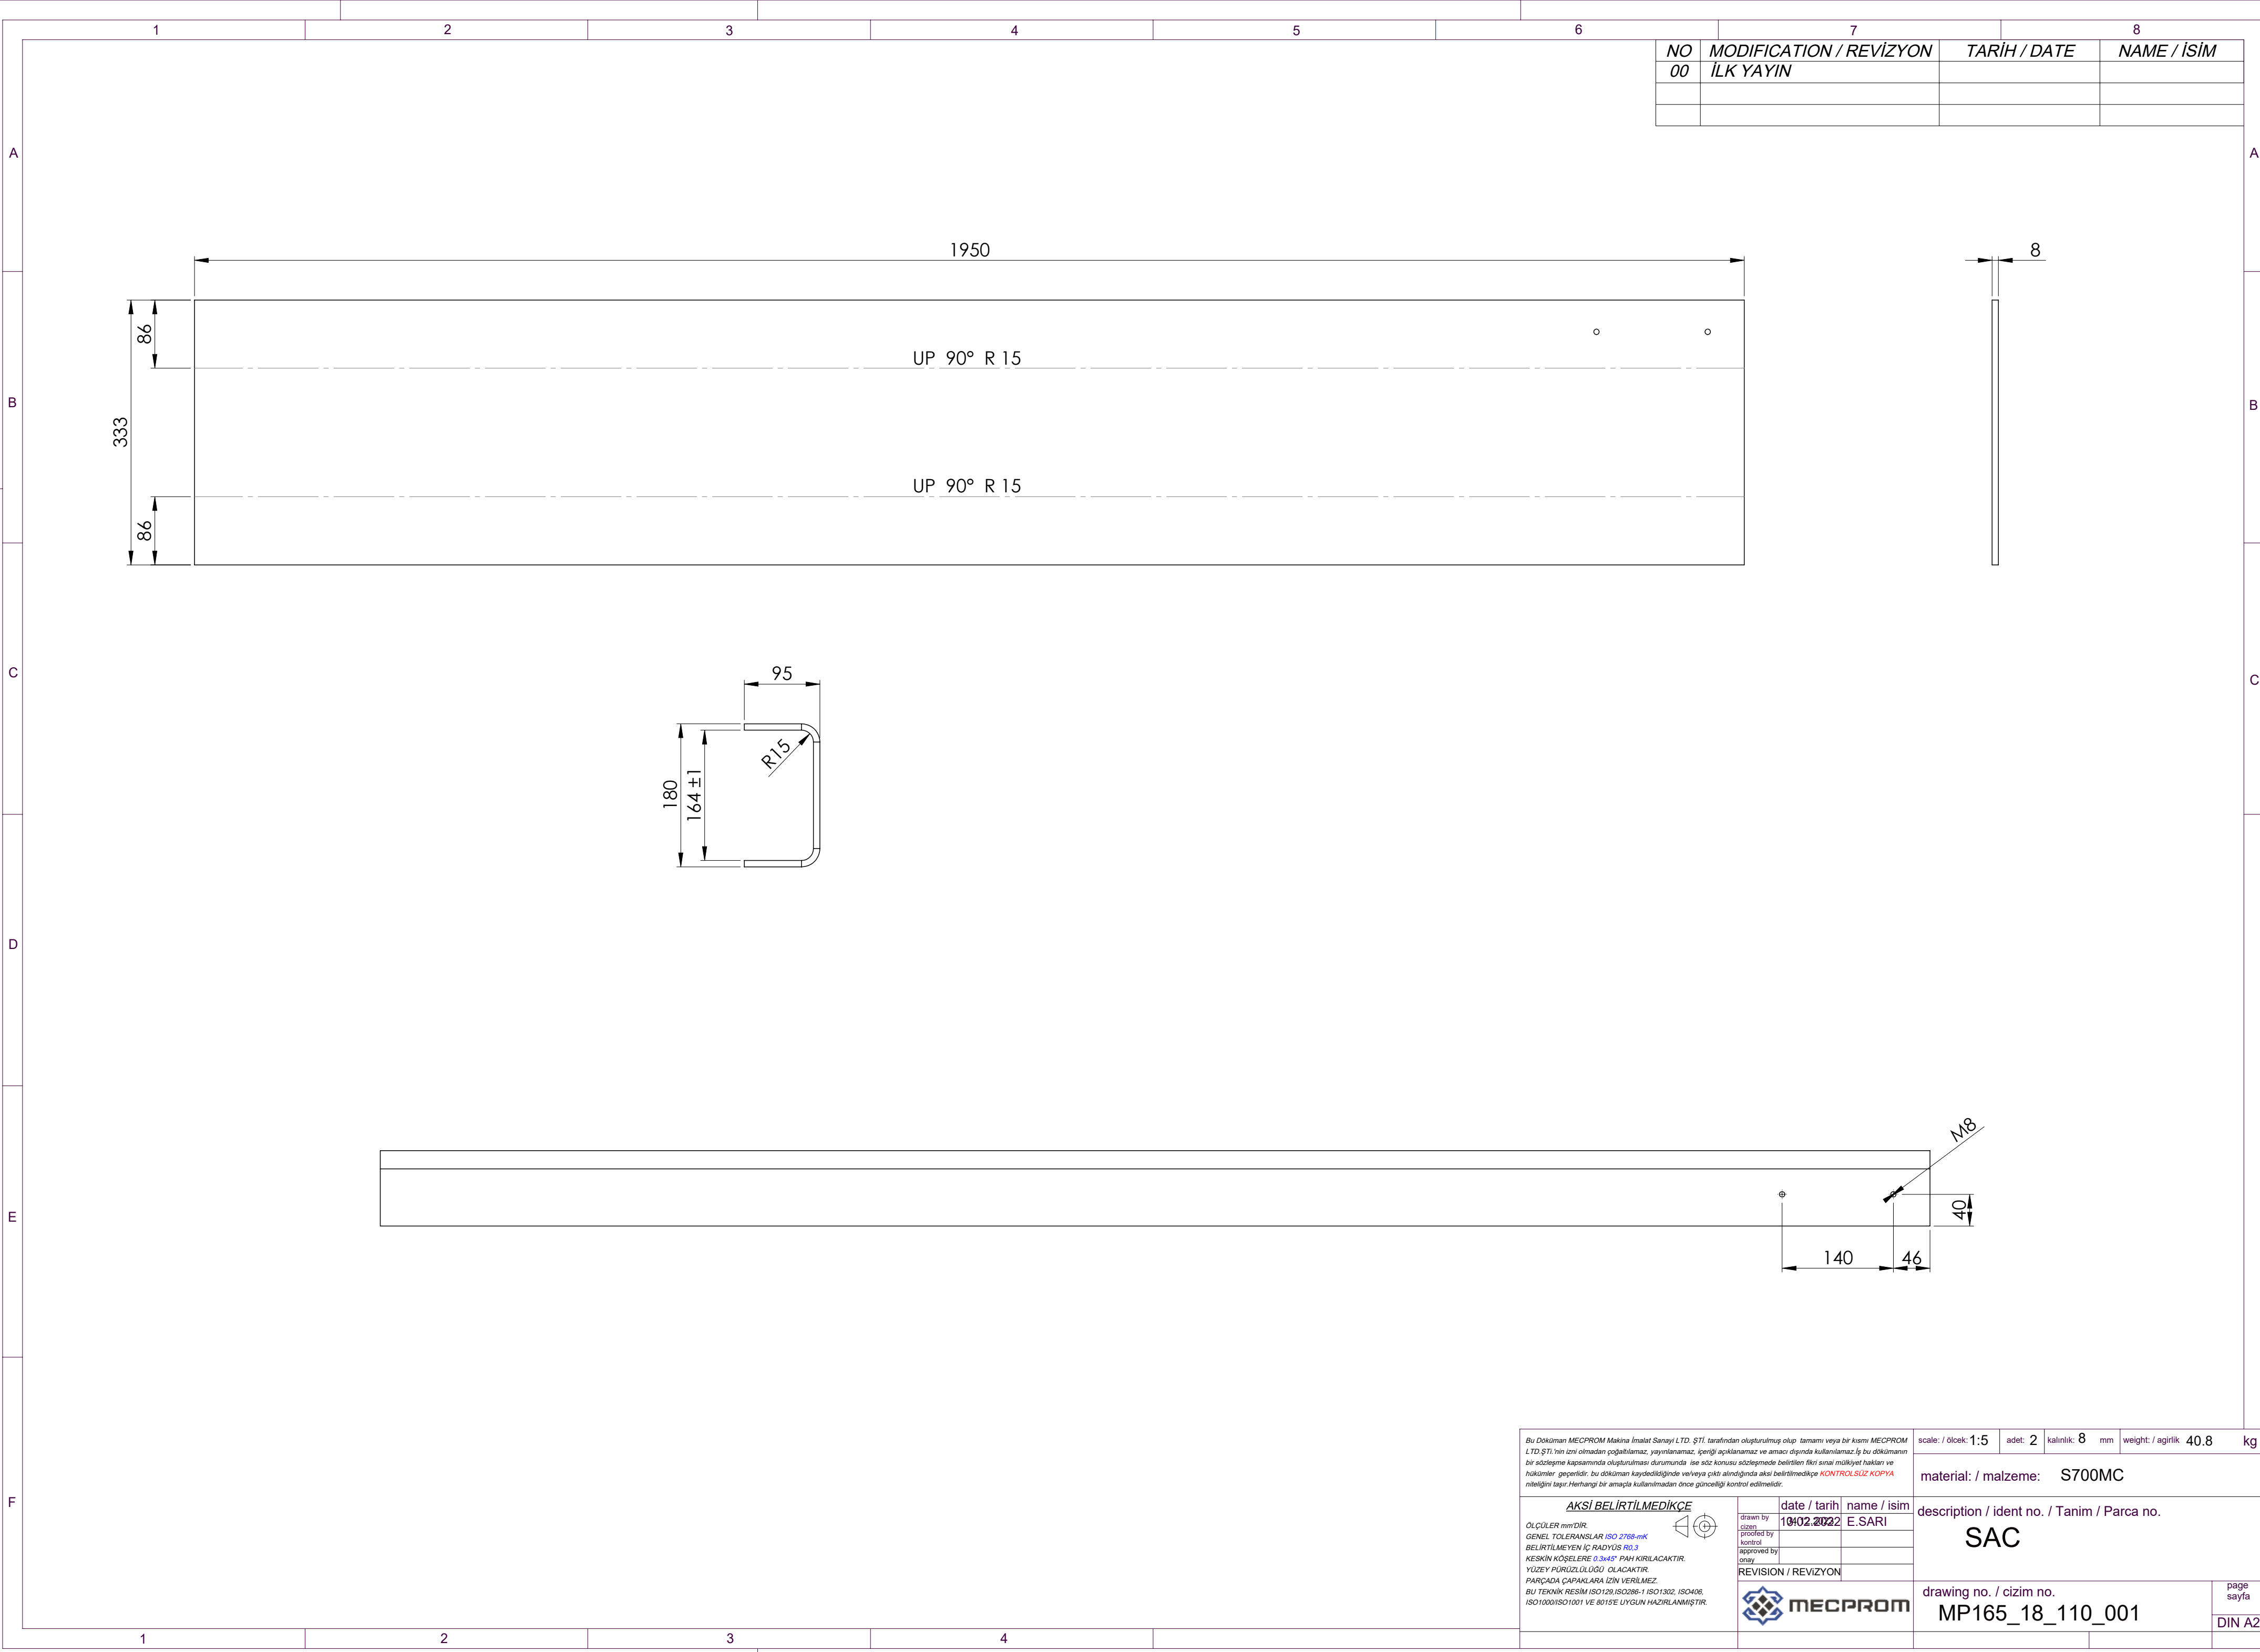 1 2 3 4 5 6 7 8
NO MODIFICATION / REVİZYON TARİH / DATE NAME / İSİM
00 İLK YAYIN
A A
1950
8
86
UP 90° R 15
B B
333
UP 90° R 15
86
C C
95
R15
180
164 ±1
D
M8
E
40
140 46
F
Bu Döküman MECPROM Makina İmalat Sanayi LTD. ŞTİ. tarafından oluşturulmuş olup tamamı veya bir kısmı MECPROM
LTD.ŞTİ.'nin izni olmadan çoğaltılamaz, yayınlanamaz, içeriği açıklanamaz ve amacı dışında kullanılamaz.İş bu dökümanın
bir sözleşme kapsamında oluşturulması durumunda ise söz konusu sözleşmede belirtilen fikri sınai mülkiyet hakları ve
hükümler geçerlidir. bu döküman kaydedildiğinde ve/veya çıktı alındığında aksi belirtilmedikçe KONTROLSÜZ KOPYA
niteliğini taşır.Herhangi bir amaçla kullanılmadan önce güncelliği kontrol edilmelidir.
scale: / ölcek: 1:5 adet: 2 kalınlık: 8 mm weight: / agirlik 40.8 kg
material: / malzeme: S700MC
AKSİ BELİRTİLMEDİKÇE
ÖLÇÜLER mm'DİR.
GENEL TOLERANSLAR ISO 2768-mK
BELİRTİLMEYEN İÇ RADYÜS R0,3
KESKİN KÖŞELERE 0.3x45° PAH KIRILACAKTIR.
YÜZEY PÜRÜZLÜLÜĞÜ OLACAKTIR.
PARÇADA ÇAPAKLARA İZİN VERİLMEZ.
BU TEKNİK RESİM ISO129,ISO286-1 ISO1302, ISO406,
ISO1000/ISO1001 VE 8015'E UYGUN HAZIRLANMIŞTIR.
date / tarih name / isim
drawn by
cizen
E.SARI
proofed by
kontrol
approved by
onay
REVISION / REViZYON
MECPROM
description / ident no. / Tanim / Parca no.
SAC
drawing no. / cizim no.
MP165_18_110_001
page
sayfa
DIN A2
1 2 3 4